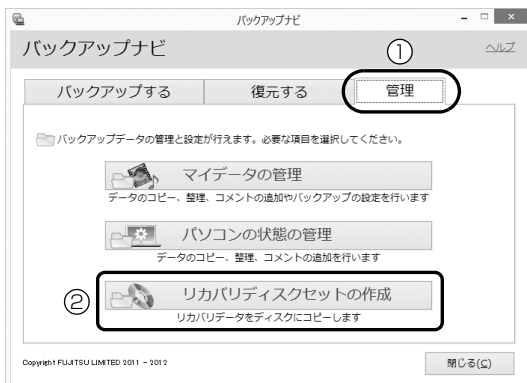 バックアップナビ
バックアップナビ
①
ヘルプ
バックアップする
復元する
管理
バックアップデータの管理と設定が行えます。必要な項目を選択してください。
マイデータの管理
データのコピー、整理、コメントの追加やバックアップの設定を行います
パソコンの状態の管理
データのコピー、整理、コメントの追加を行います
②
リカバリディスクセットの作成
リカバリデータをディスクにコピーします
Copyright FUJITSU LIMITED 2011 - 2012
閉じる(C)